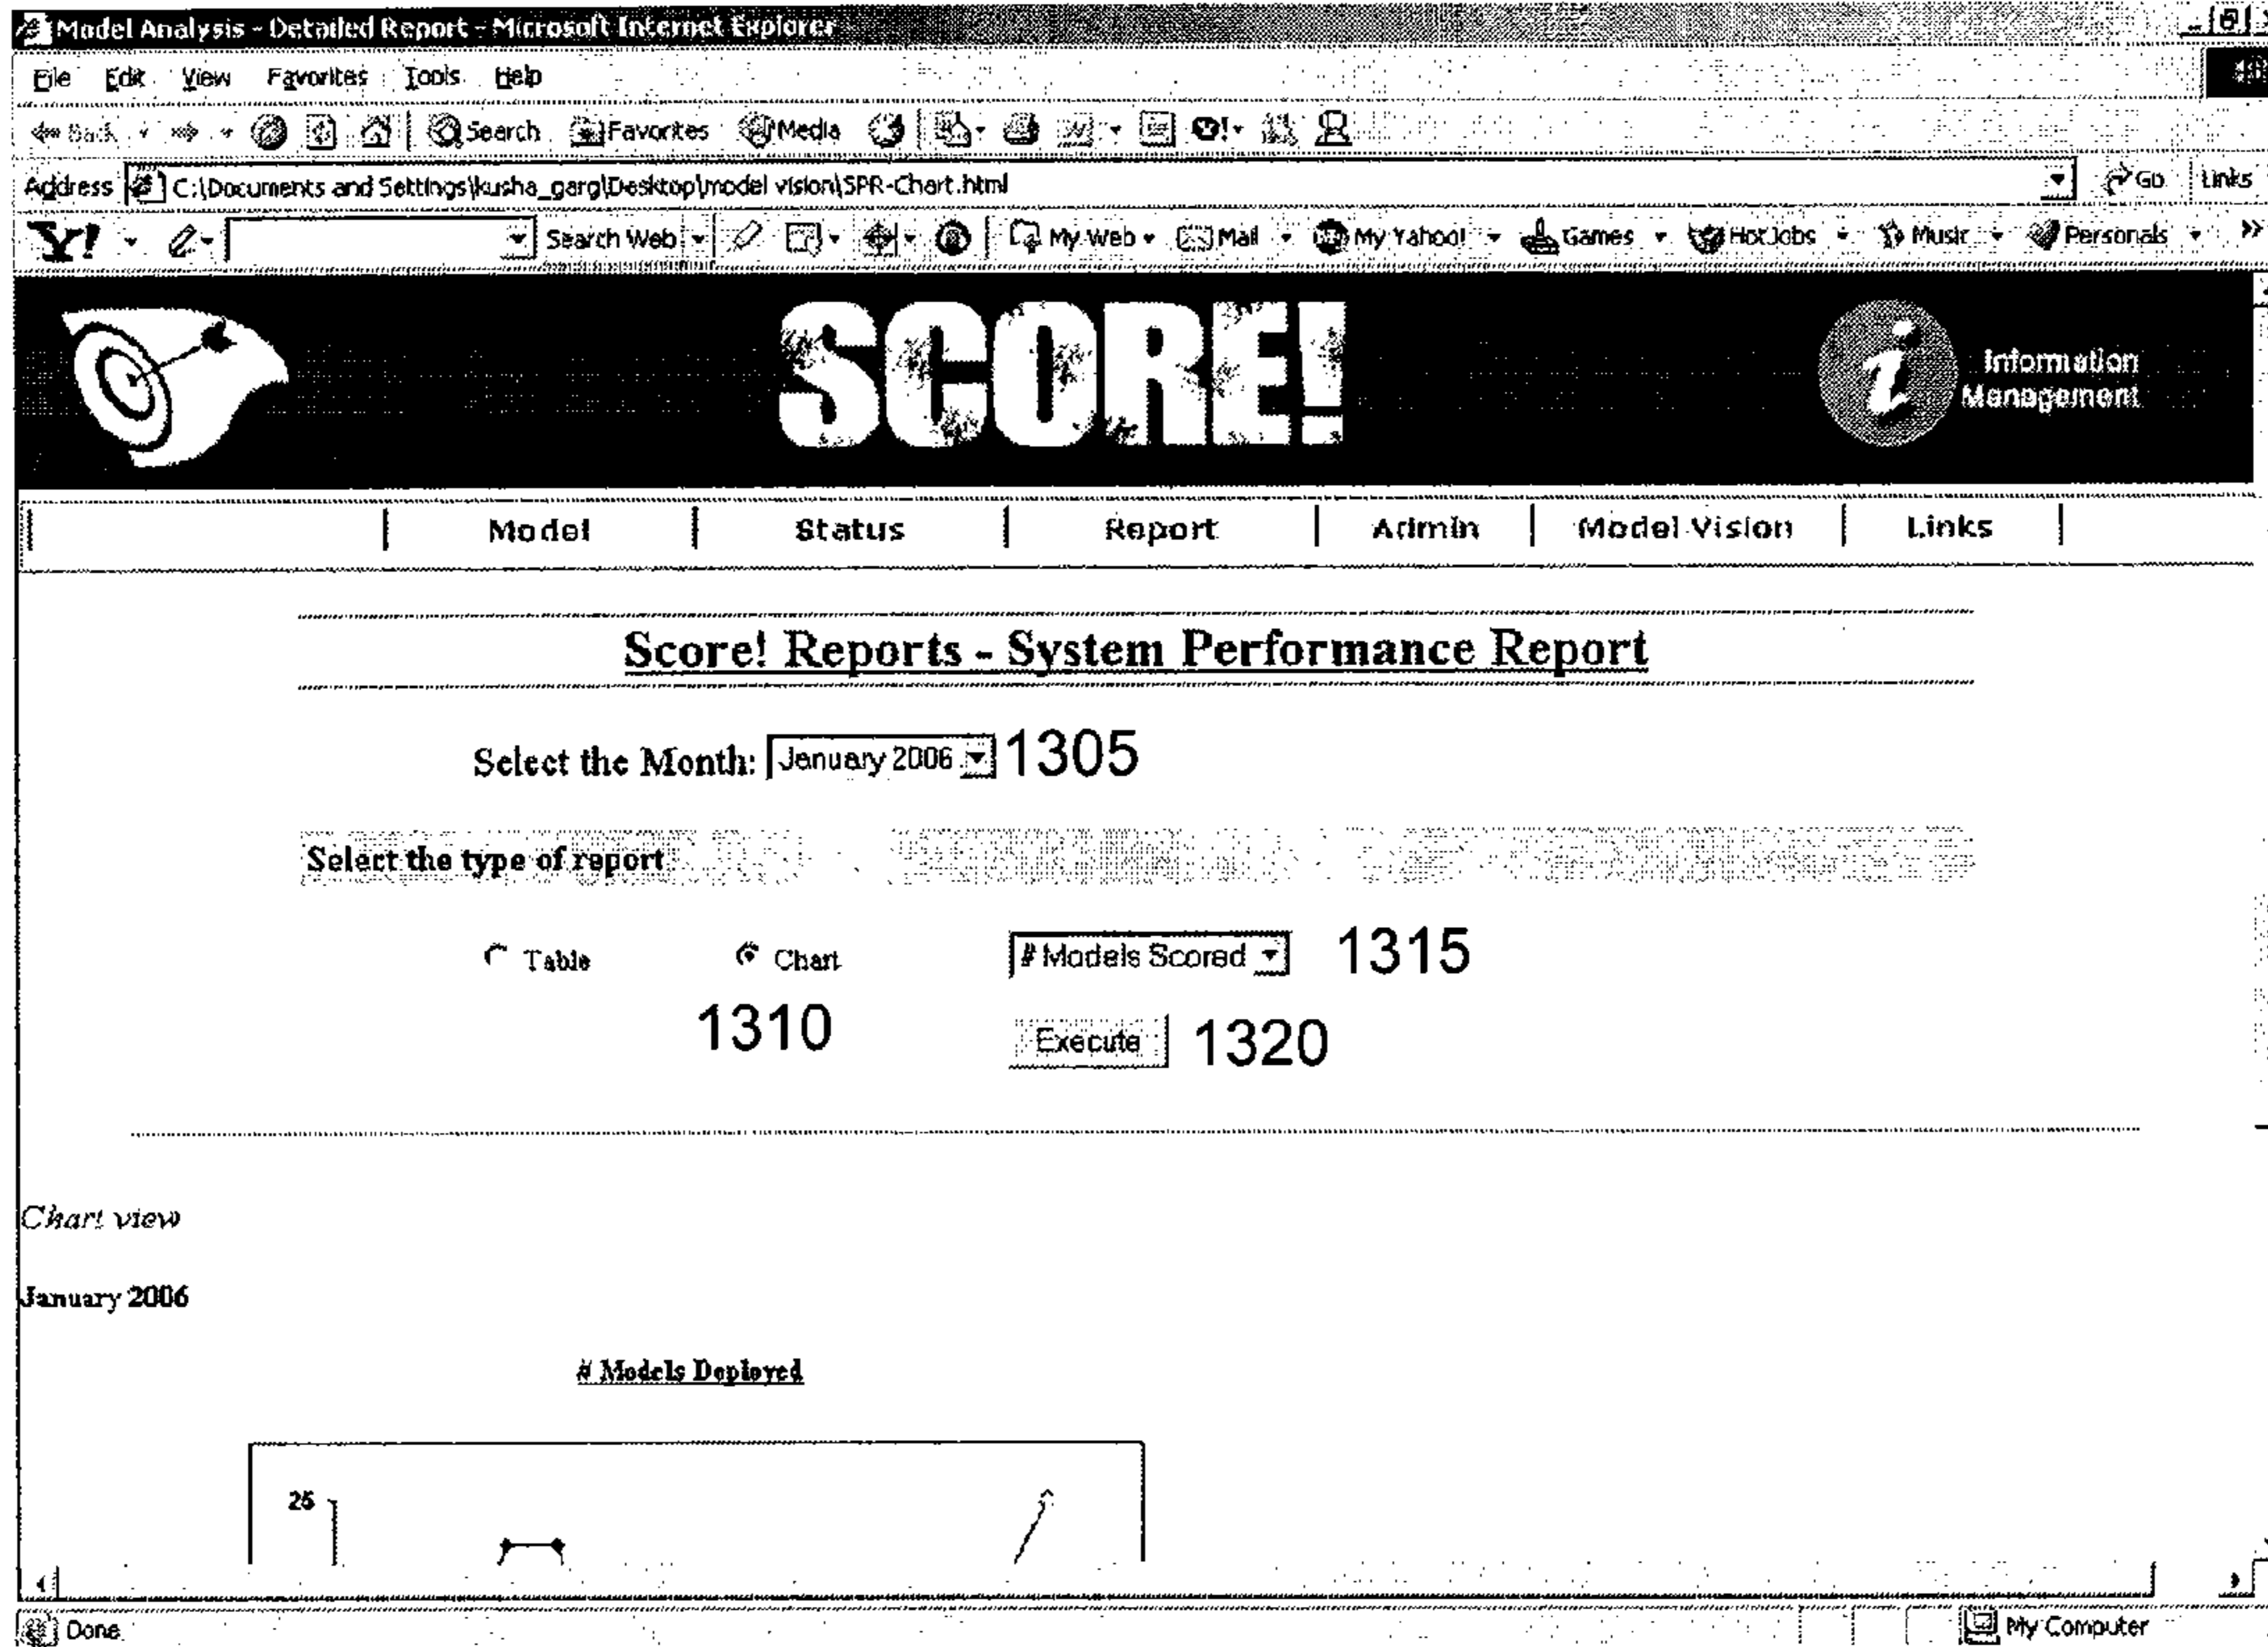 Model Analysis - Detailed Report - Microsoft Internet Explorer
File Edit View Favorites Tools Help
Back Search Favorites Media
Address C:\Documents and Settings\kusha_garg\Desktop\model vision\SPR-Chart.html Go Links
Y! Search Web My Web Mail My Yahoo! Games HotJobs Music Personals »
SCORE!
i Information
Management
Model Status Report Admin Model Vision Links
Score! Reports - System Performance Report
Select the Month: January 2006 1305
Select the type of report
Table Chart # Models Scored 1315
1310 Execute 1320
Chart view
January 2006
# Models Deployed
25
Done My Computer